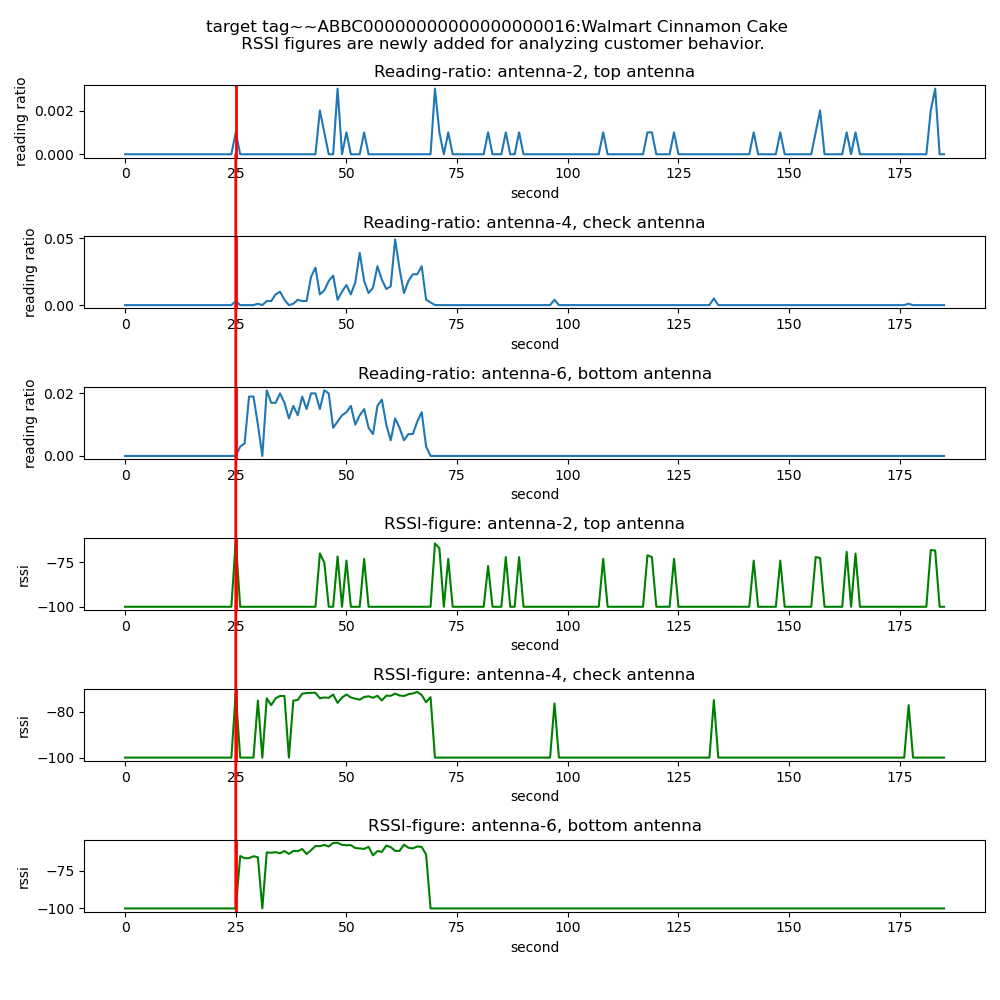 target tag~~ABBC00000000000000000016:Walmart Cinnamon Cake
RSSI figures are newly added for analyzing customer behavior.
Reading-ratio: antenna-2, top antenna
reading ratio
0.002
0.000
0 25 50 75 100 125 150 175
second
Reading-ratio: antenna-4, check antenna
reading ratio
0.05
0.00
0 25 50 75 100 125 150 175
second
Reading-ratio: antenna-6, bottom antenna
reading ratio
0.02
0.00
0 25 50 75 100 125 150 175
second
RSSI-figure: antenna-2, top antenna
rssi
−75
−100
0 25 50 75 100 125 150 175
second
RSSI-figure: antenna-4, check antenna
rssi
−80
−100
0 25 50 75 100 125 150 175
second
RSSI-figure: antenna-6, bottom antenna
rssi
−75
−100
0 25 50 75 100 125 150 175
second